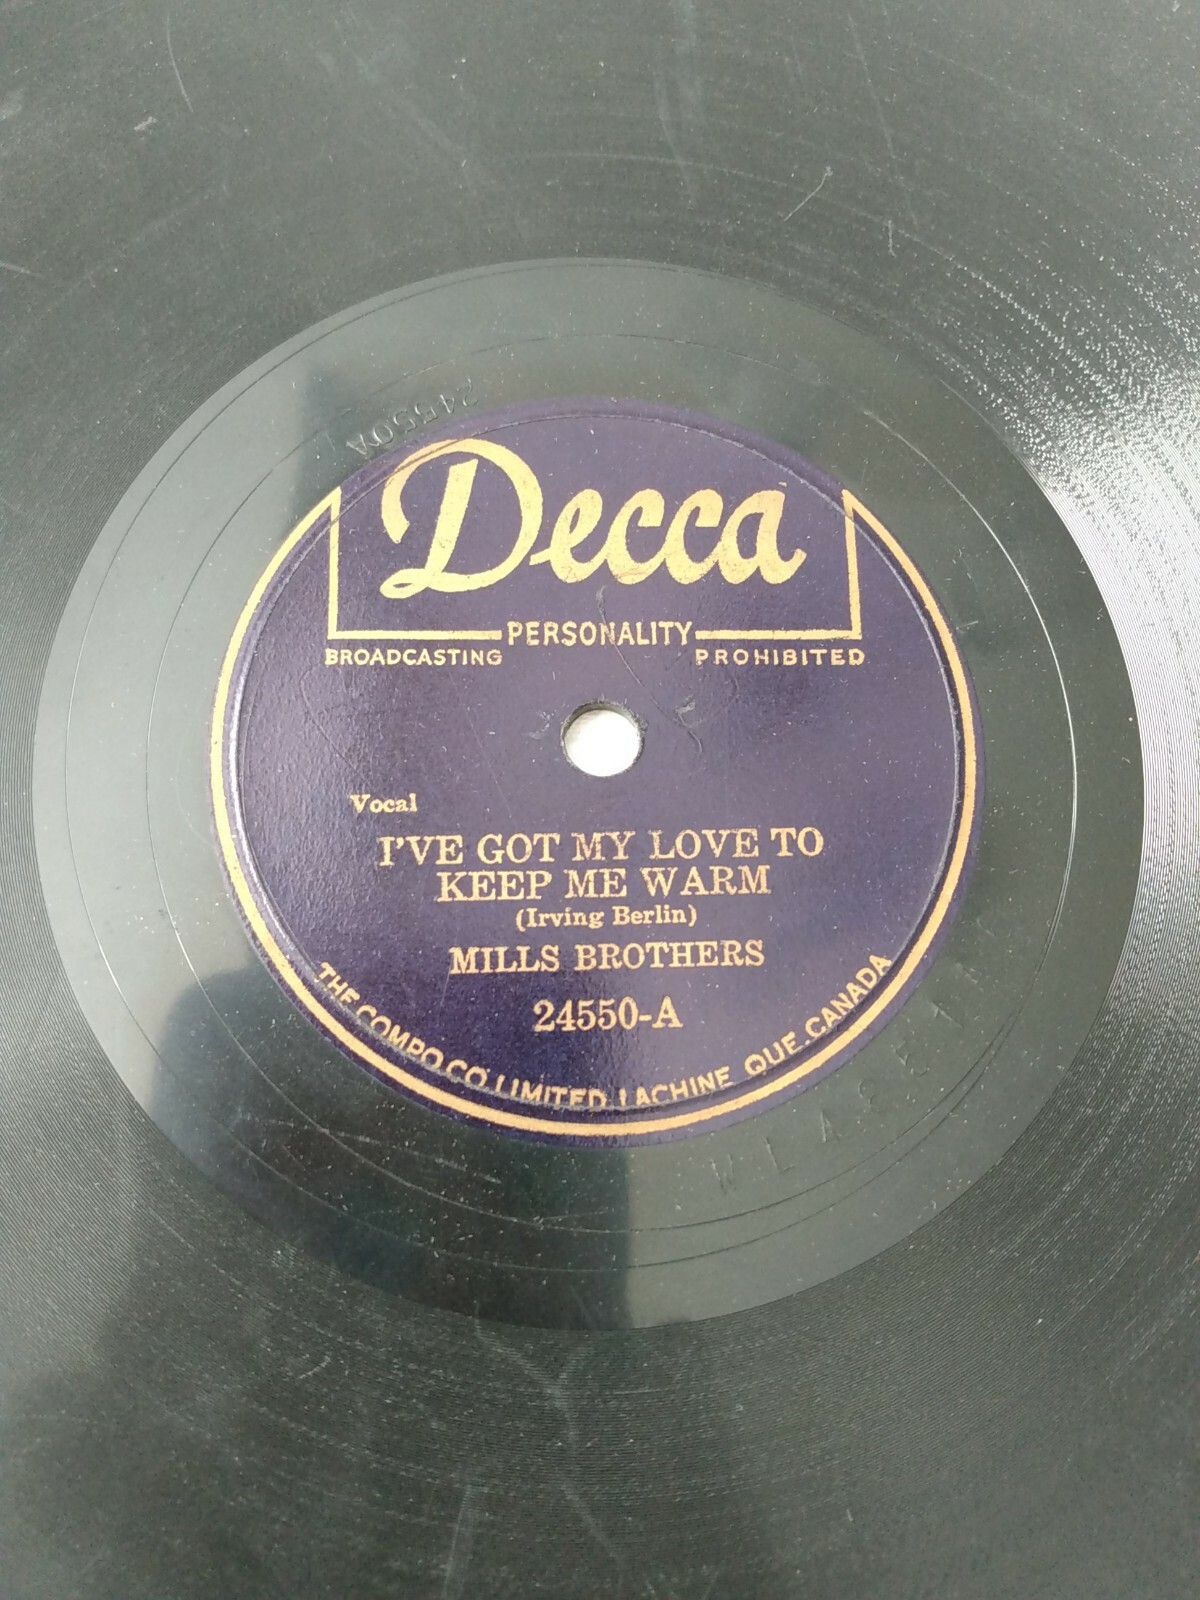 24550A
Decca
PERSONALITY
BROADCASTING PROHIBITED
Vocal
I'VE GOT MY LOVE TO
KEEP ME WARM
(Irving Berlin)
MILLS BROTHERS
24550-A
THE COMPO CO. LIMITED, LACHINE QUE. CANADA